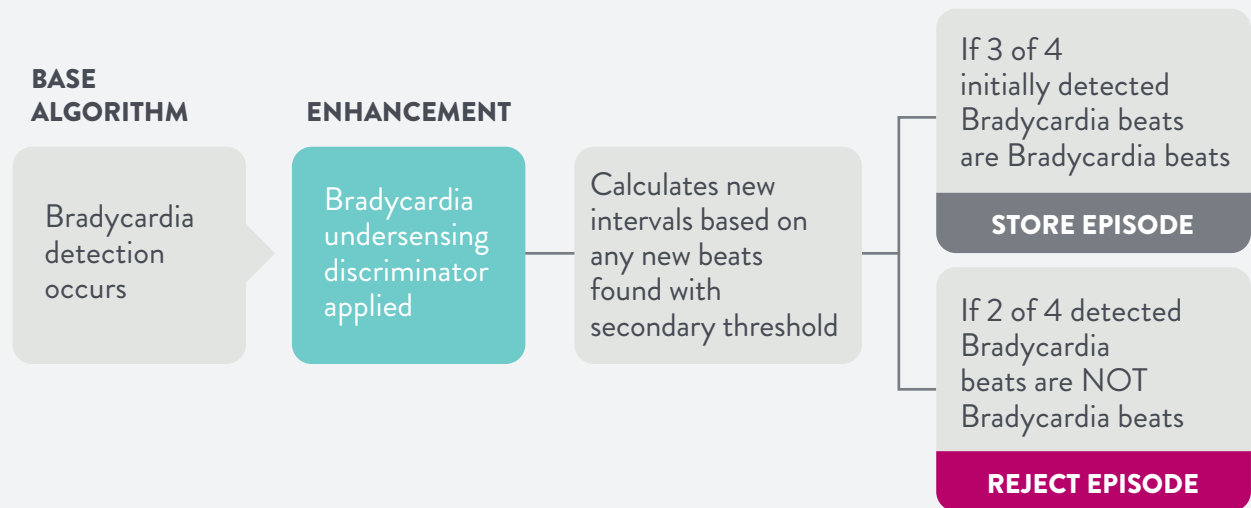 BASE
ALGORITHM
Bradycardia
detection
occurs
ENHANCEMENT
Bradycardia
undersensing
discriminator
applied
Calculates new
intervals based on
any new beats
found with
secondary threshold
If 3 of 4
initially detected
Bradycardia beats
are Bradycardia beats
STORE EPISODE
If 2 of 4 detected
Bradycardia
beats are NOT
Bradycardia beats
REJECT EPISODE